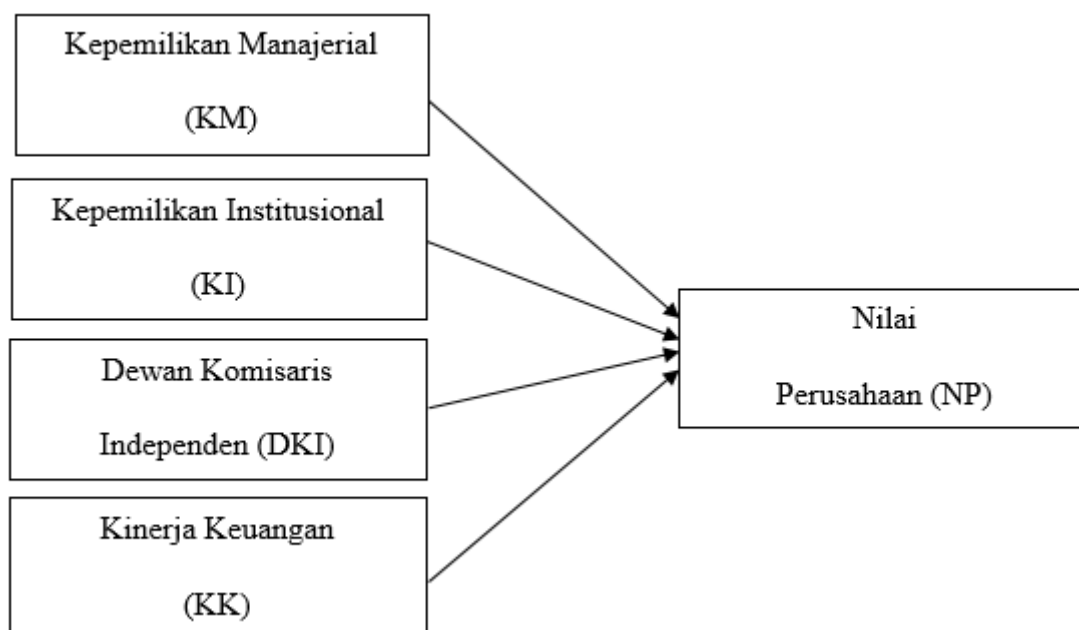 Kepemilikan Manajerial
(KM)
Kepemilikan Institusional
(KI)
Dewan Komisaris
Independen (DKI)
Kinerja Keuangan
(KK)
Nilai
Perusahaan (NP)